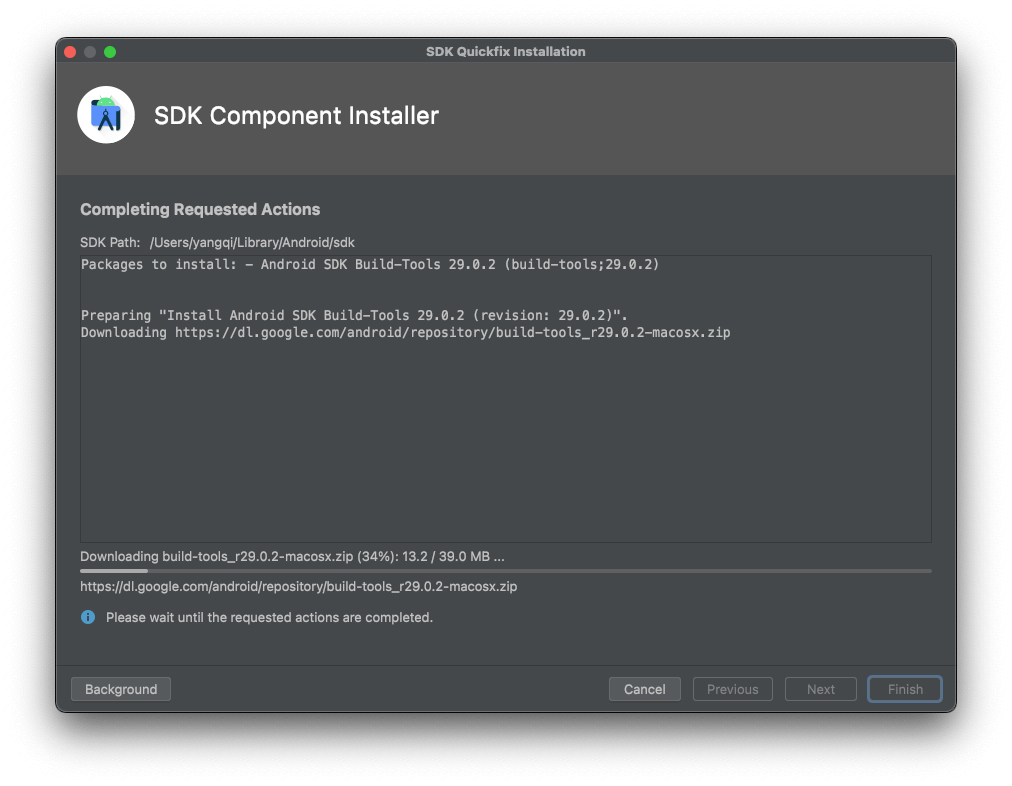 SDK Quickfix Installation
SDK Component Installer
Completing Requested Actions
SDK Path: /Users/yangqi/Library/Android/sdk
Packages to install: - Android SDK Build-Tools 29.0.2 (build-tools;29.0.2)
Preparing "Install Android SDK Build-Tools 29.0.2 (revision: 29.0.2)".
Downloading https://dl.google.com/android/repository/build-tools_r29.0.2-macosx.zip
Downloading build-tools_r29.0.2-macosx.zip (34%): 13.2 / 39.0 MB ...
https://dl.google.com/android/repository/build-tools_r29.0.2-macosx.zip
Please wait until the requested actions are completed.
Background Cancel Previous Next Finish